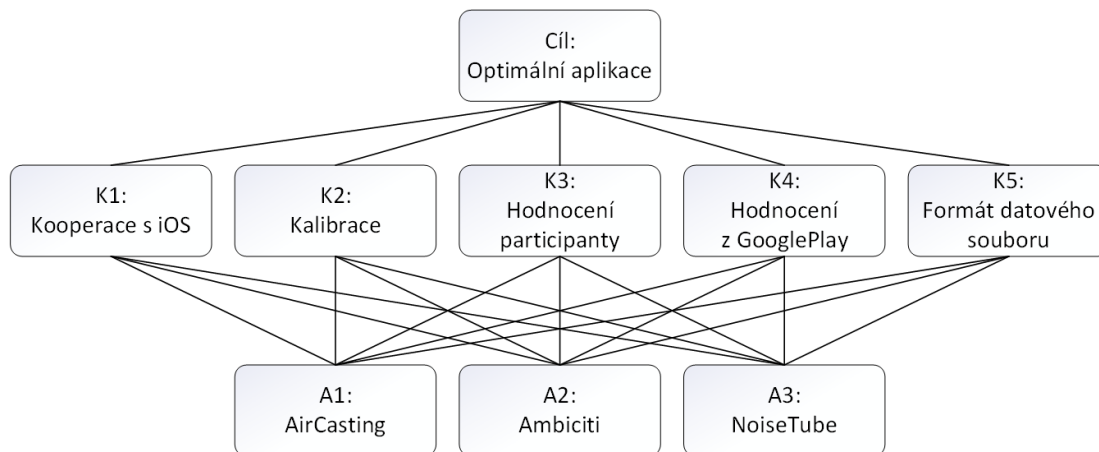 Cíl:
Optimální aplikace
K1:
Kooperace s iOS
K2:
Kalibrace
K3:
Hodnocení
participanty
K4:
Hodnocení
z GooglePlay
K5:
Formát datového
souboru
A1:
AirCasting
A2:
Ambiciti
A3:
NoiseTube